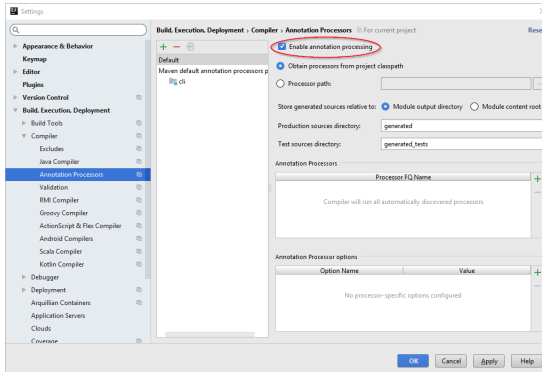 Settings
Appearance & Behavior
Keymap
Editor
Plugins
Version Control
Build, Execution, Deployment
Build Tools
Compiler
Excludes
Java Compiler
Annotation Processors
Validation
RMI Compiler
Groovy Compiler
ActionScript & Flex Compiler
Android Compilers
Scala Compiler
Kotlin Compiler
Debugger
Deployment
Arquillian Containers
Application Servers
Clouds
Coverage
Build, Execution, Deployment › Compiler › Annotation Processors For current project Rese
Default
Maven default annotation processors p
cli
Enable annotation processing
Obtain processors from project classpath
Processor path:
Store generated sources relative to: Module output directory Module content root
Production sources directory: generated
Test sources directory: generated_tests
Annotation Processors
Processor FQ Name
Compiler will run all automatically discovered processors
Annotation Processor options
Option Name Value
No processor-specific options configured
OK Cancel Apply Help